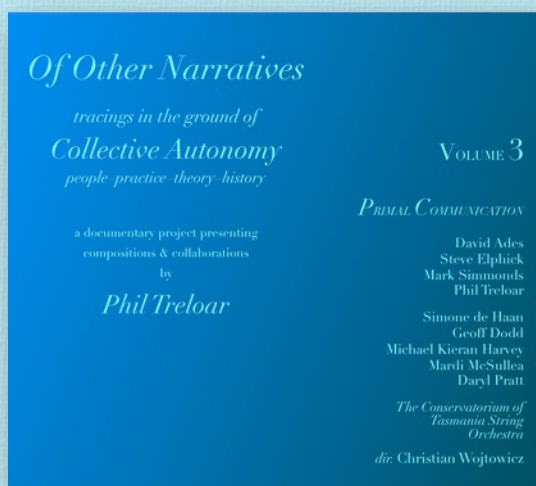 Of Other Narratives
tracings in the ground of
Collective Autonomy
people–practice–theory–history
a documentary project presenting
compositions & collaborations
by
Phil Treloar
VOLUME 3
PRIMAL COMMUNICATION
David Ades
Steve Elphick
Mark Simmonds
Phil Treloar
Simone de Haan
Geoff Dodd
Michael Kieran Harvey
Mardi McSullea
Daryl Pratt
The Conservatorium of
Tasmania String
Orchestra
dir. Christian Wojtowicz